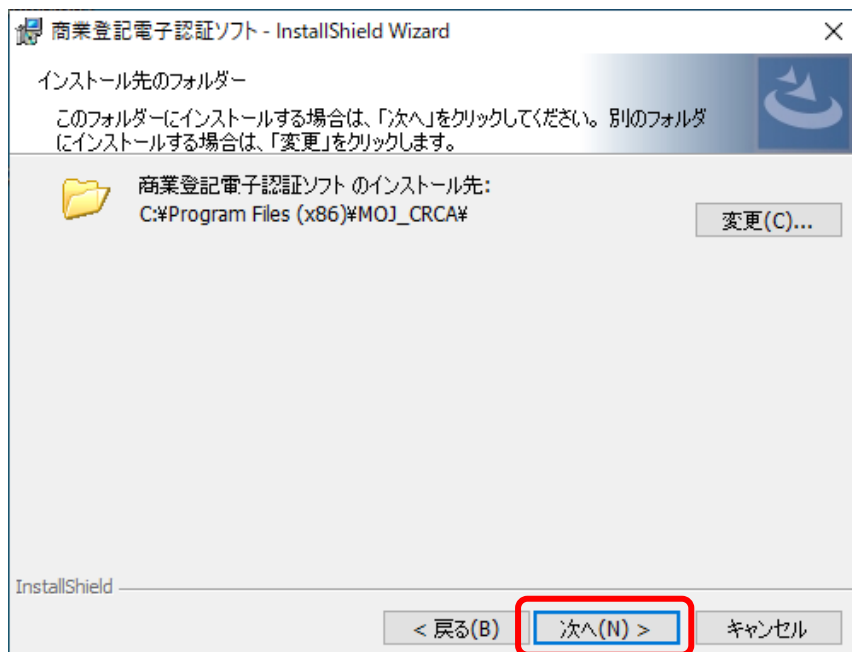 商業登記電子認証ソフト - InstallShield Wizard
インストール先のフォルダー
このフォルダーにインストールする場合は、「次へ」をクリックしてください。別のフォルダ
にインストールする場合は、「変更」をクリックします。
商業登記電子認証ソフト のインストール先:
C:¥Program Files (x86)¥MOJ_CRCA¥
変更(C)...
InstallShield
< 戻る(B)
次へ(N) >
キャンセル